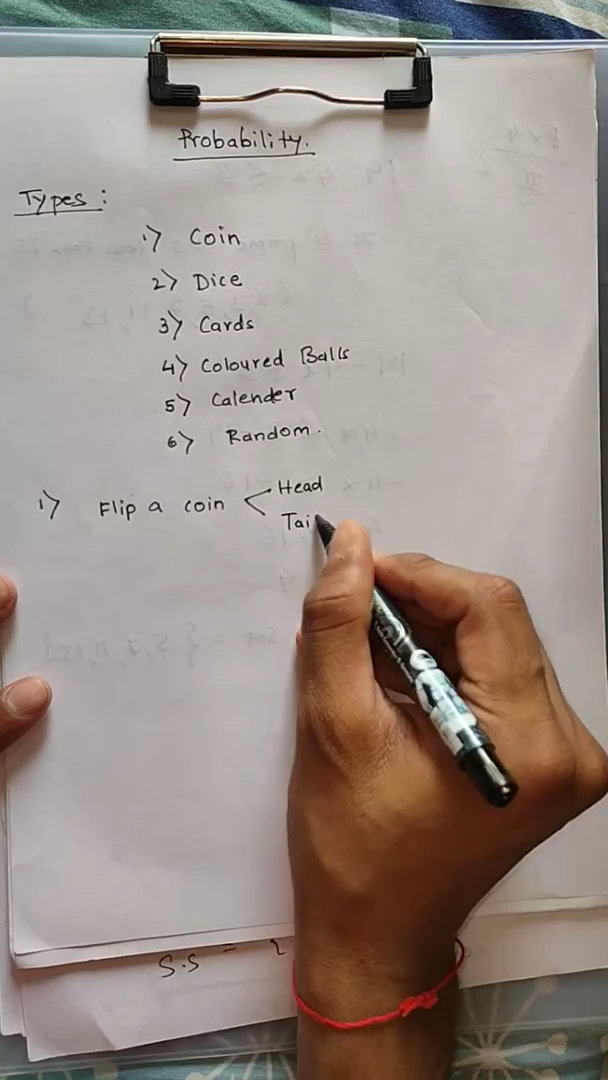 Probability.
Types :
1) Coin
2) Dice
3) Cards
4) Coloured Balls
5) Calender
6) Random.
1) Flip a coin < Head
Tai
S.S - 2